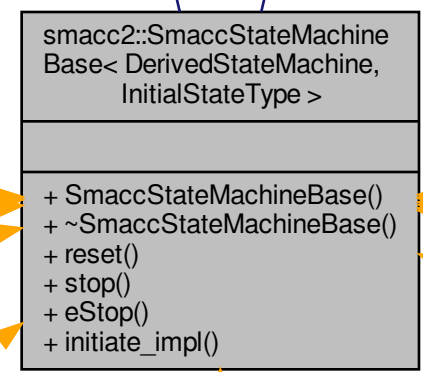 smacc2::SmaccStateMachine
Base< DerivedStateMachine,
InitialStateType >
+ SmaccStateMachineBase()
+ ~SmaccStateMachineBase()
+ reset()
+ stop()
+ eStop()
+ initiate_impl()